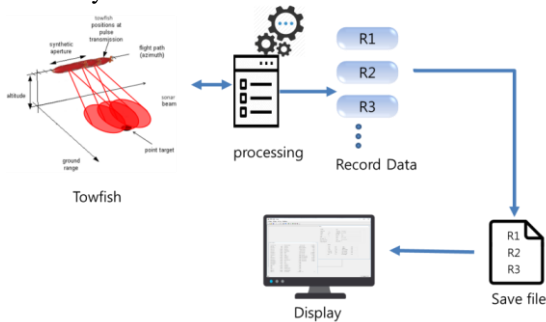 towfish
positions at
pulse
transmission
synthetic
aperture
flight path
(azimuth)
altitude
sonar
beam
point target
ground
range
Towfish
processing
R1
R2
R3
Record Data
R1
R2
R3
Save file
Display